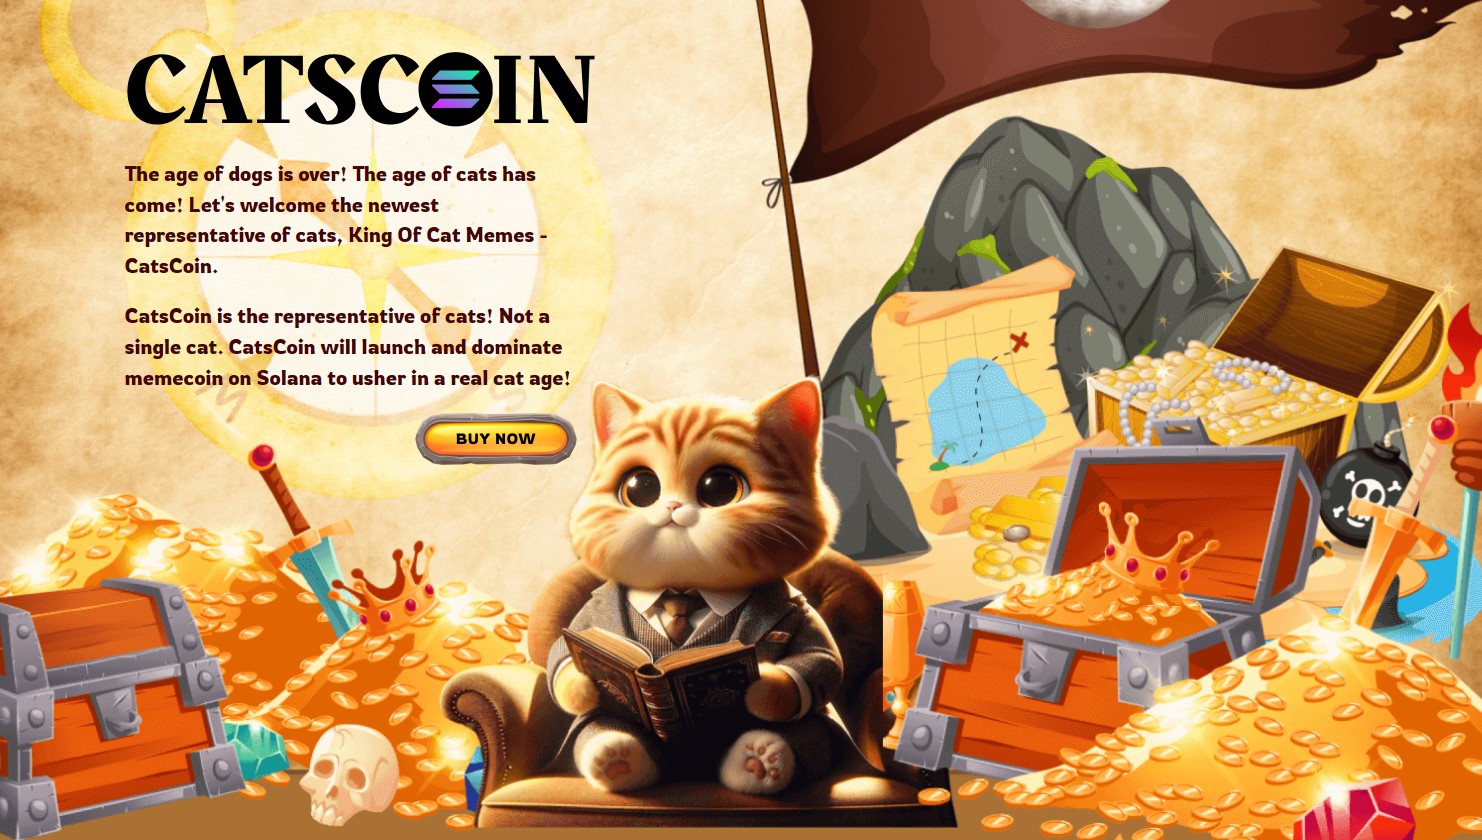 CATSCOIN
The age of dogs is over! The age of cats has
come! Let's welcome the newest
representative of cats, King Of Cat Memes -
CatsCoin.
CatsCoin is the representative of cats! Not a
single cat. CatsCoin will launch and dominate
memecoin on Solana to usher in a real cat age!
BUY NOW